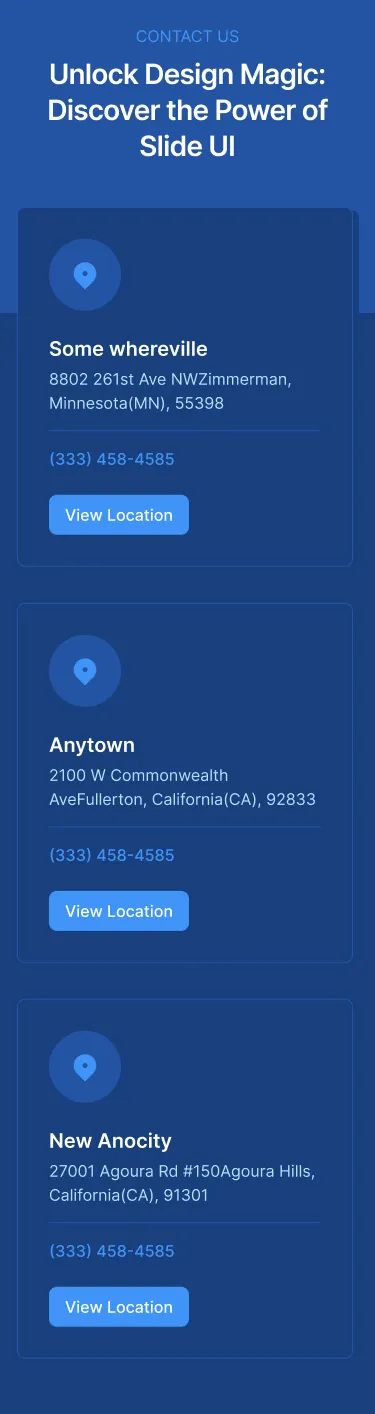 CONTACT US
Unlock Design Magic:
Discover the Power of
Slide UI
Some whereville
8802 261st Ave NWZimmerman,
Minnesota(MN), 55398
(333) 458-4585
View Location
Anytown
2100 W Commonwealth
AveFullerton, California(CA), 92833
(333) 458-4585
View Location
New Anocity
27001 Agoura Rd #150Agoura Hills,
California(CA), 91301
(333) 458-4585
View Location